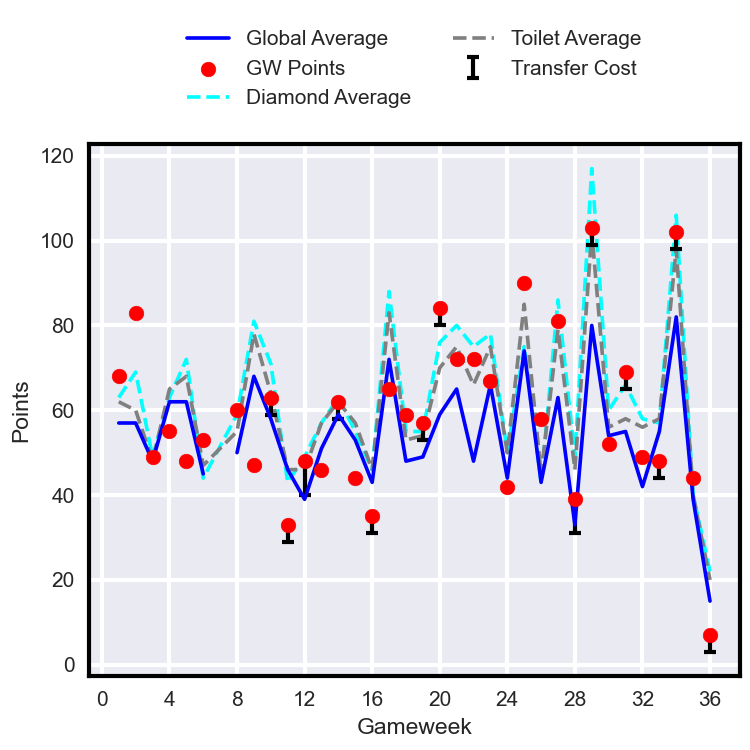 Global Average
GW Points
Diamond Average
Toilet Average
Transfer Cost
120
100
80
60
40
20
0
Points
0 4 8 12 16 20 24 28 32 36
Gameweek